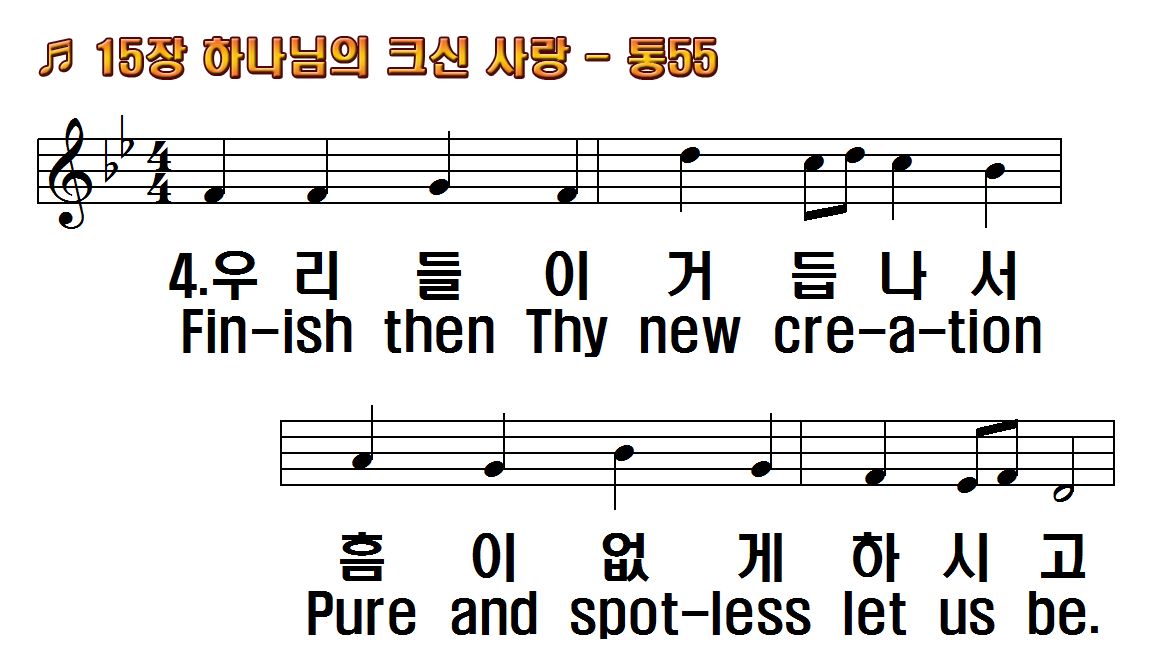 ♬ 15장 하나님의 크신 사랑 - 통55
4.우 리 들 이 거 듭 나 서
Fin-ish then Thy new cre-a-tion
흠 이 없 게 하 시 고
Pure and spot-less let us be.